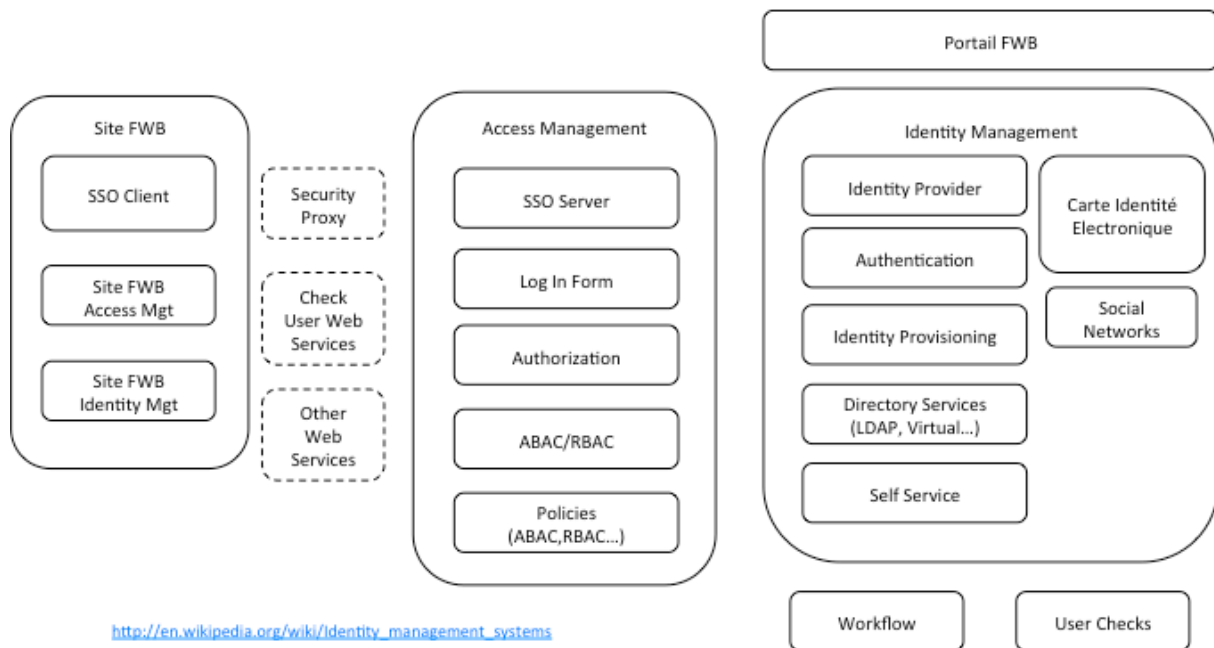 Portail FWB
Site FWB
SSO Client
Site FWB
Access Mgt
Site FWB
Identity Mgt
Security
Proxy
Check
User Web
Services
Other
Web
Services
Access Management
SSO Server
Log In Form
Authorization
ABAC/RBAC
Policies
(ABAC,RBAC...)
Identity Management
Identity Provider
Authentication
Identity Provisioning
Directory Services
(LDAP, Virtual...)
Self Service
Carte Identité
Electronique
Social
Networks
Workflow
User Checks
http://en.wikipedia.org/wiki/Identity_management_systems